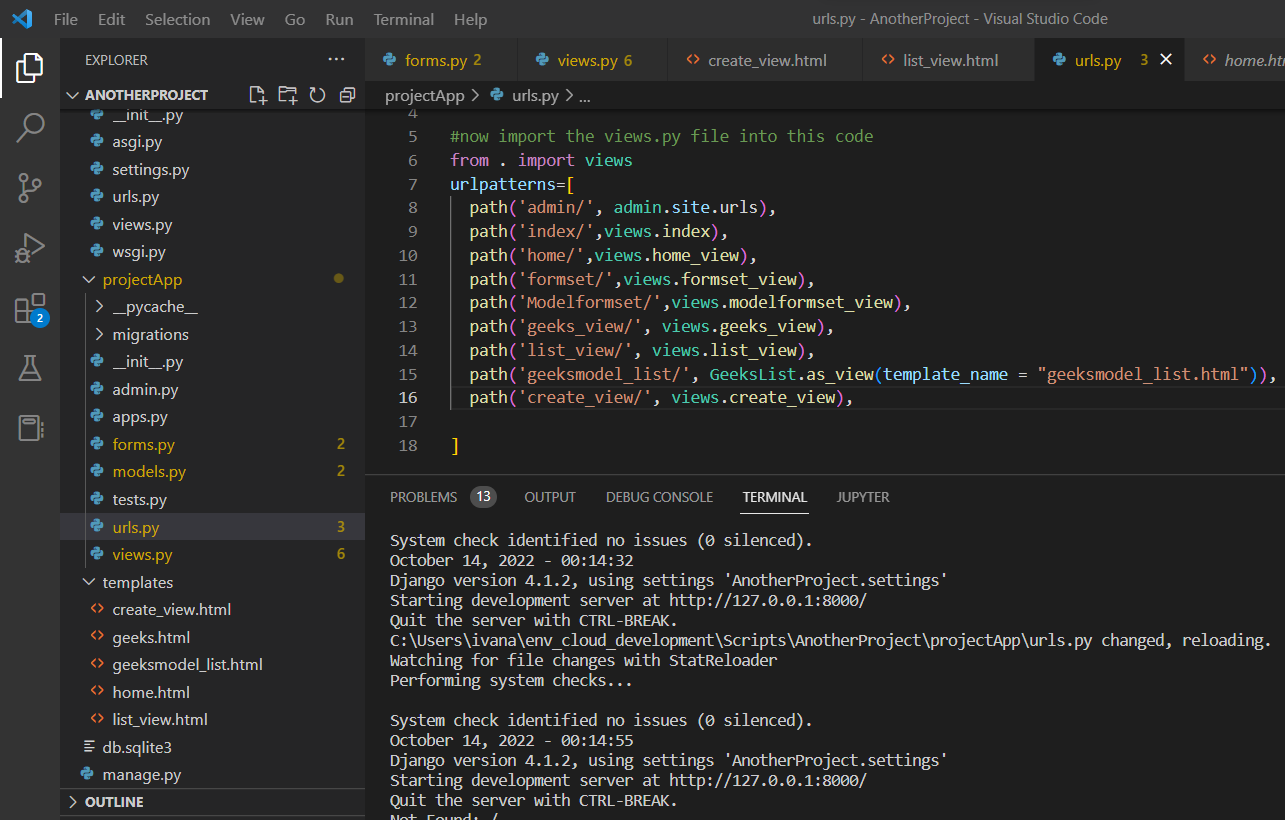 File Edit Selection View Go Run Terminal Help
urls.py - AnotherProject - Visual Studio Code
EXPLORER ...
ANOTHERPROJECT
__init__.py
asgi.py
settings.py
urls.py
views.py
wsgi.py
projectApp
__pycache__
migrations
__init__.py
admin.py
apps.py
forms.py 2
models.py 2
tests.py
urls.py 3
views.py 6
templates
create_view.html
geeks.html
geeksmodel_list.html
home.html
list_view.html
db.sqlite3
manage.py
OUTLINE
2
forms.py 2 views.py 6 create_view.html list_view.html urls.py 3
projectApp > urls.py > ...
4
5 #now import the views.py file into this code
6 from . import views
7 urlpatterns=[
8 path('admin/', admin.site.urls),
9 path('index/',views.index),
10 path('home/',views.home_view),
11 path('formset/',views.formset_view),
12 path('Modelformset/',views.modelformset_view),
13 path('geeks_view/', views.geeks_view),
14 path('list_view/', views.list_view),
15 path('geeksmodel_list/', GeeksList.as_view(template_name = "geeksmodel_list.html")),
16 path('create_view/', views.create_view),
17
18 ]
PROBLEMS 13 OUTPUT DEBUG CONSOLE TERMINAL JUPYTER
System check identified no issues (0 silenced).
October 14, 2022 - 00:14:32
Django version 4.1.2, using settings 'AnotherProject.settings'
Starting development server at http://127.0.0.1:8000/
Quit the server with CTRL-BREAK.
C:\Users\ivana\env_cloud_development\Scripts\AnotherProject\projectApp\urls.py changed, reloading.
Watching for file changes with StatReloader
Performing system checks...
System check identified no issues (0 silenced).
October 14, 2022 - 00:14:55
Django version 4.1.2, using settings 'AnotherProject.settings'
Starting development server at http://127.0.0.1:8000/
Quit the server with CTRL-BREAK.
Not Found: /